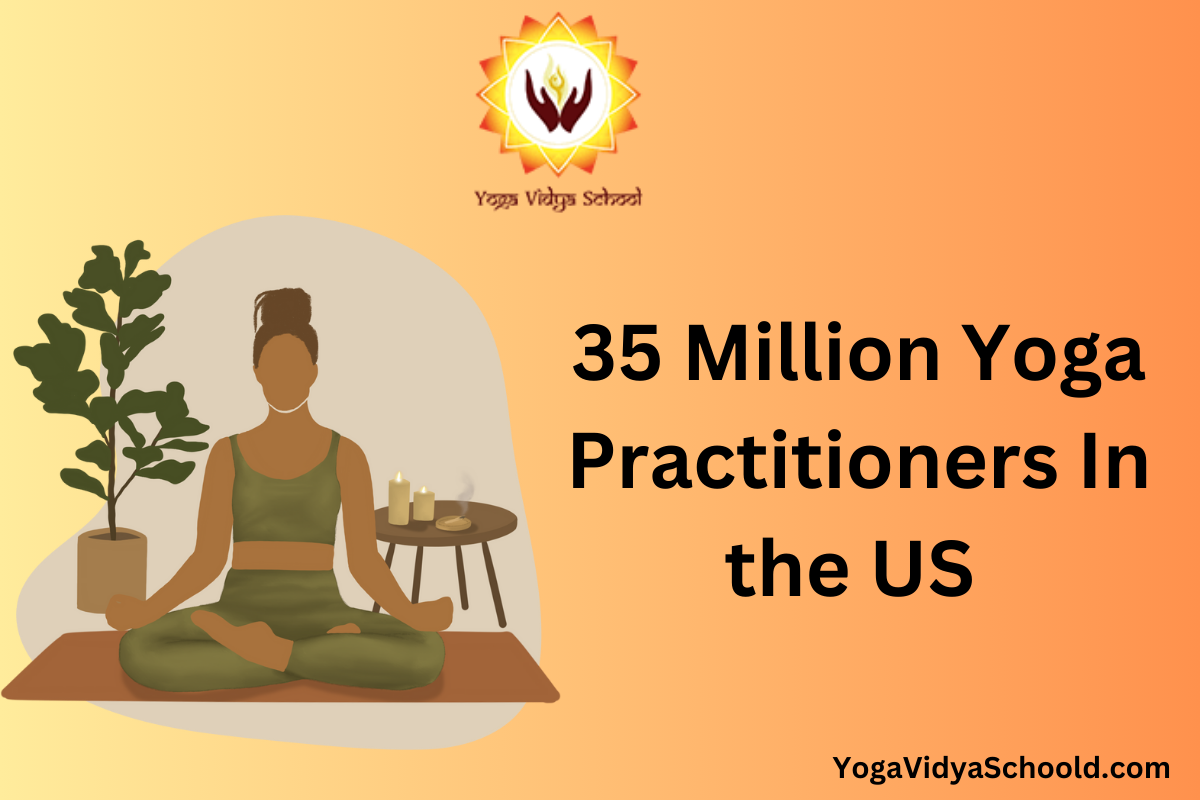 Yoga Vidya School
35 Million Yoga
Practitioners In
the US
YogaVidyaSchoold.com